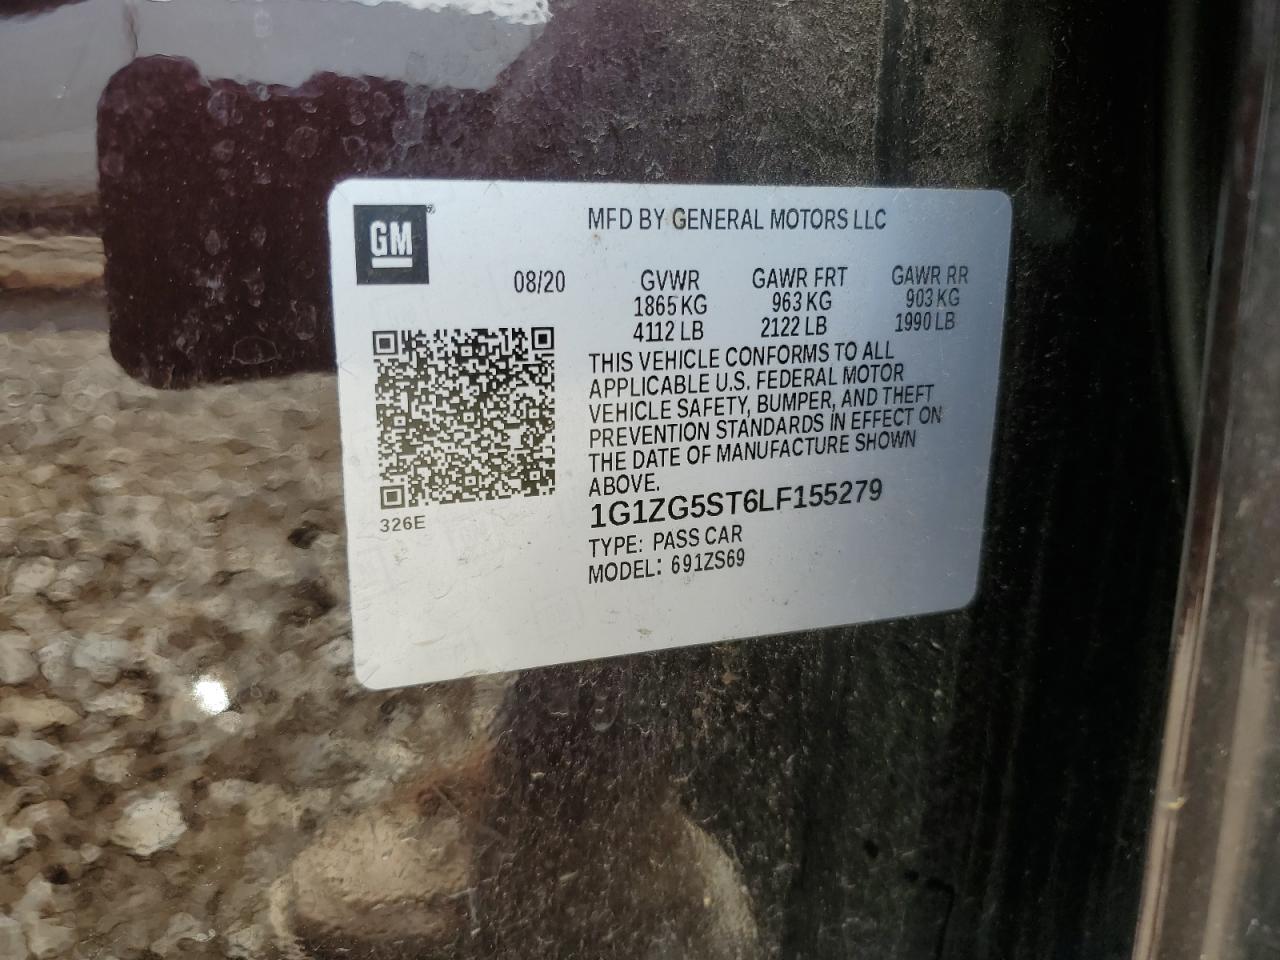 GM
MFD BY GENERAL MOTORS LLC
08/20 GVWR GAWR FRT GAWR RR
1865 KG 963 KG 903 KG
4112 LB 2122 LB 1990 LB
THIS VEHICLE CONFORMS TO ALL
APPLICABLE U.S. FEDERAL MOTOR
VEHICLE SAFETY, BUMPER, AND THEFT
PREVENTION STANDARDS IN EFFECT ON
THE DATE OF MANUFACTURE SHOWN
ABOVE.
1G1ZG5ST6LF155279
TYPE: PASS CAR
MODEL: 691ZS69
326E